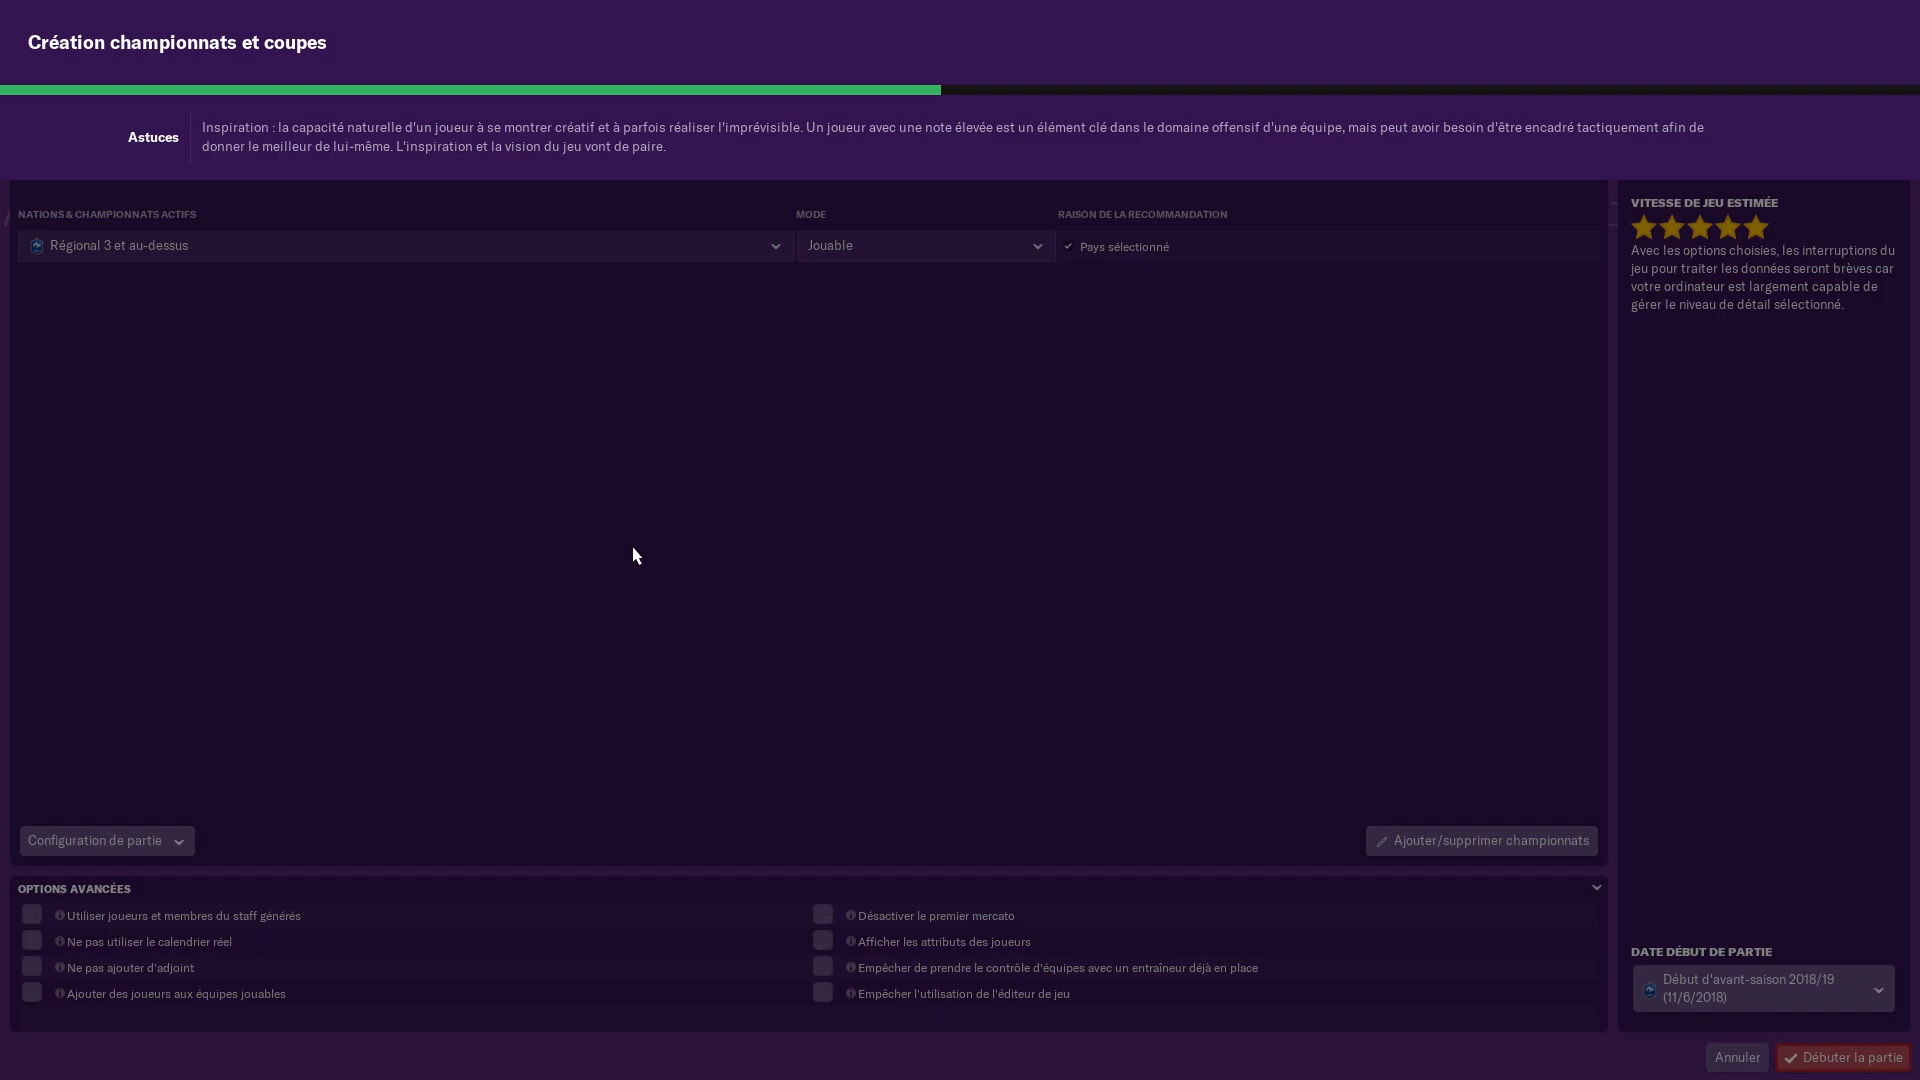 Création championnats et coupes
Astuces
Inspiration : la capacité naturelle d'un joueur à se montrer créatif et à parfois réaliser l'imprévisible. Un joueur avec une note élevée est un élément clé dans le domaine offensif d'une équipe, mais peut avoir besoin d'être encadré tactiquement afin de
donner le meilleur de lui-même. L'inspiration et la vision du jeu vont de paire.
NATIONS & CHAMPIONNATS ACTIFS
MODE
RAISON DE LA RECOMMANDATION
Régional 3 et au-dessus
Jouable
Pays sélectionné
VITESSE DE JEU ESTIMÉE
Avec les options choisies, les interruptions du
jeu pour traiter les données seront brèves car
votre ordinateur est largement capable de
gérer le niveau de détail sélectionné.
Configuration de partie
Ajouter/supprimer championnats
OPTIONS AVANCÉES
Utiliser joueurs et membres du staff générés
Désactiver le premier mercato
Ne pas utiliser le calendrier réel
Afficher les attributs des joueurs
Ne pas ajouter d'adjoint
Empêcher de prendre le contrôle d'équipes avec un entraîneur déjà en place
Ajouter des joueurs aux équipes jouables
Empêcher l'utilisation de l'éditeur de jeu
DATE DÉBUT DE PARTIE
Début d'avant-saison 2018/19
(11/6/2018)
Annuler
Débuter la partie